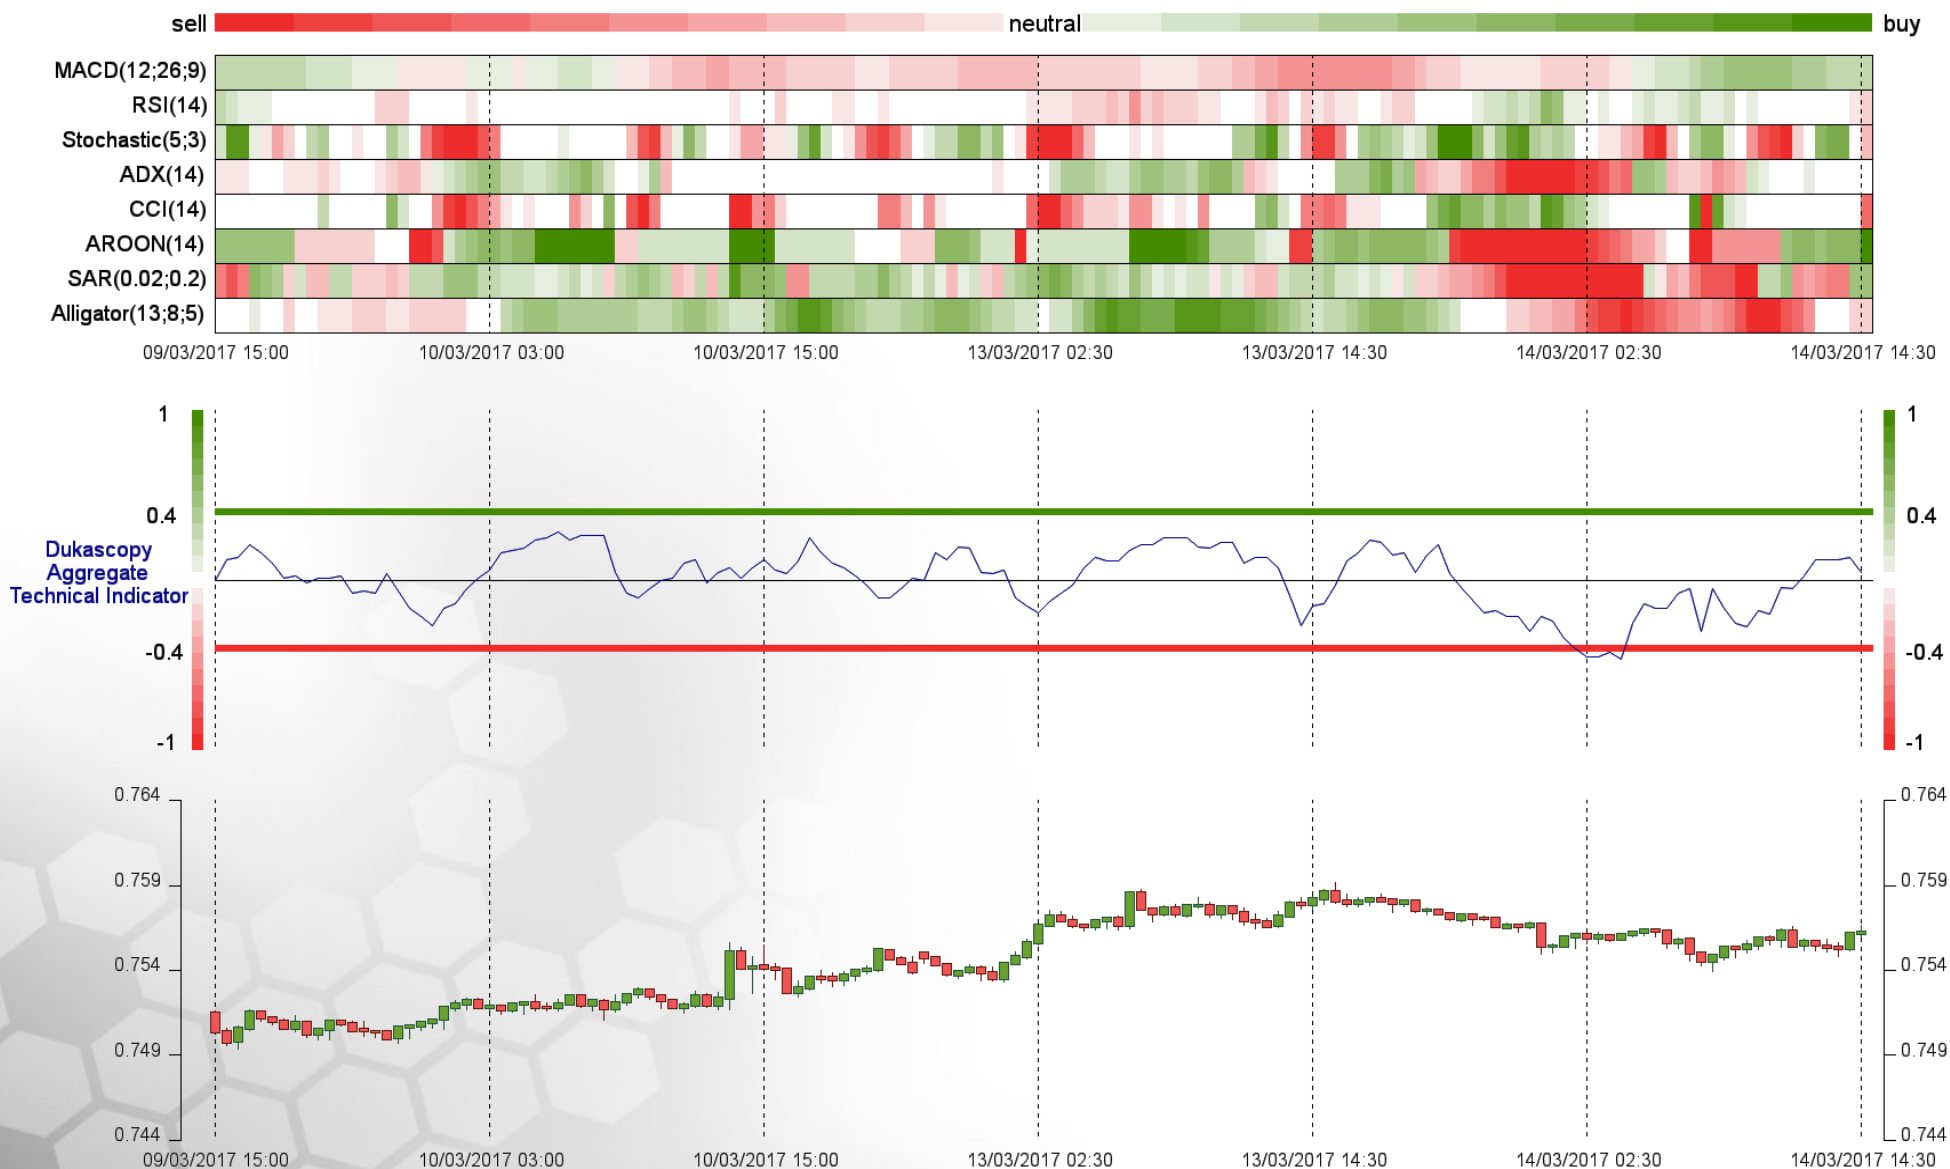 sell neutral buy
MACD(12;26;9)
RSI(14)
Stochastic(5;3)
ADX(14)
CCI(14)
AROON(14)
SAR(0.02;0.2)
Alligator(13;8;5)
09/03/2017 15:00 10/03/2017 03:00 10/03/2017 15:00 13/03/2017 02:30 13/03/2017 14:30 14/03/2017 02:30 14/03/2017 14:30
1 1
0.4 0.4
Dukascopy
Aggregate
Technical Indicator
-0.4 -0.4
-1 -1
0.764 0.764
0.759 0.759
0.754 0.754
0.749 0.749
0.744 0.744
09/03/2017 15:00 10/03/2017 03:00 10/03/2017 15:00 13/03/2017 02:30 13/03/2017 14:30 14/03/2017 02:30 14/03/2017 14:30